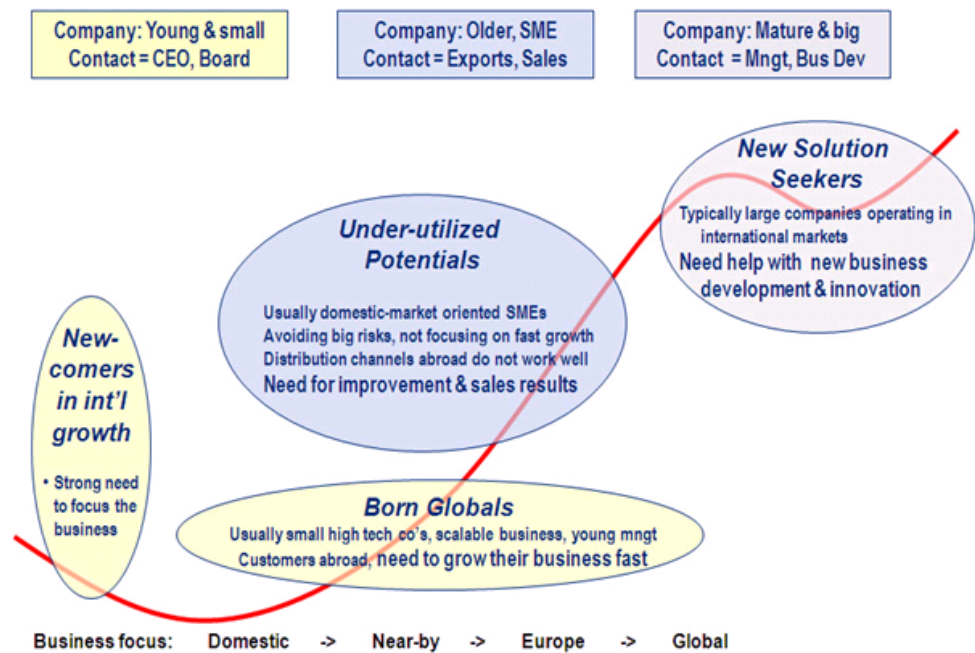 Company: Young & small
Contact = CEO, Board
Company: Older, SME
Contact = Exports, Sales
Company: Mature & big
Contact = Mngt, Bus Dev
New Solution
Seekers
Typically large companies operating in
international markets
Need help with new business
development & innovation
Under-utilized
Potentials
Usually domestic-market oriented SMEs
Avoiding big risks, not focusing on fast growth
Distribution channels abroad do not work well
Need for improvement & sales results
New-
comers
in int'l
growth
• Strong need
to focus the
business
Born Globals
Usually small high tech co's, scalable business, young mngt
Customers abroad, need to grow their business fast
Business focus: Domestic -> Near-by -> Europe -> Global